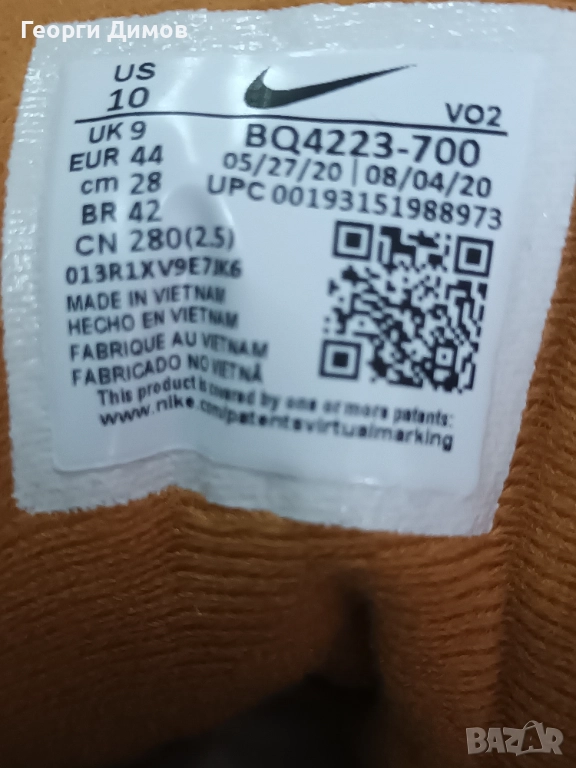 Георги Димов
US
10
VO2
UK 9
BQ4223-700
EUR 44
05/27/20 | 08/04/20
cm 28
UPC 00193151988973
BR 42
CN 280(2.5)
013R1XV9E7JK6
MADE IN VIETNAM
HECHO EN VIETNAM
FABRIQUE AU VIETNAM
FABRICADO NO VIETNÃ
This product is covered by one or more patents:
www.nike.com/patentsvirtualmarking
BAZAR